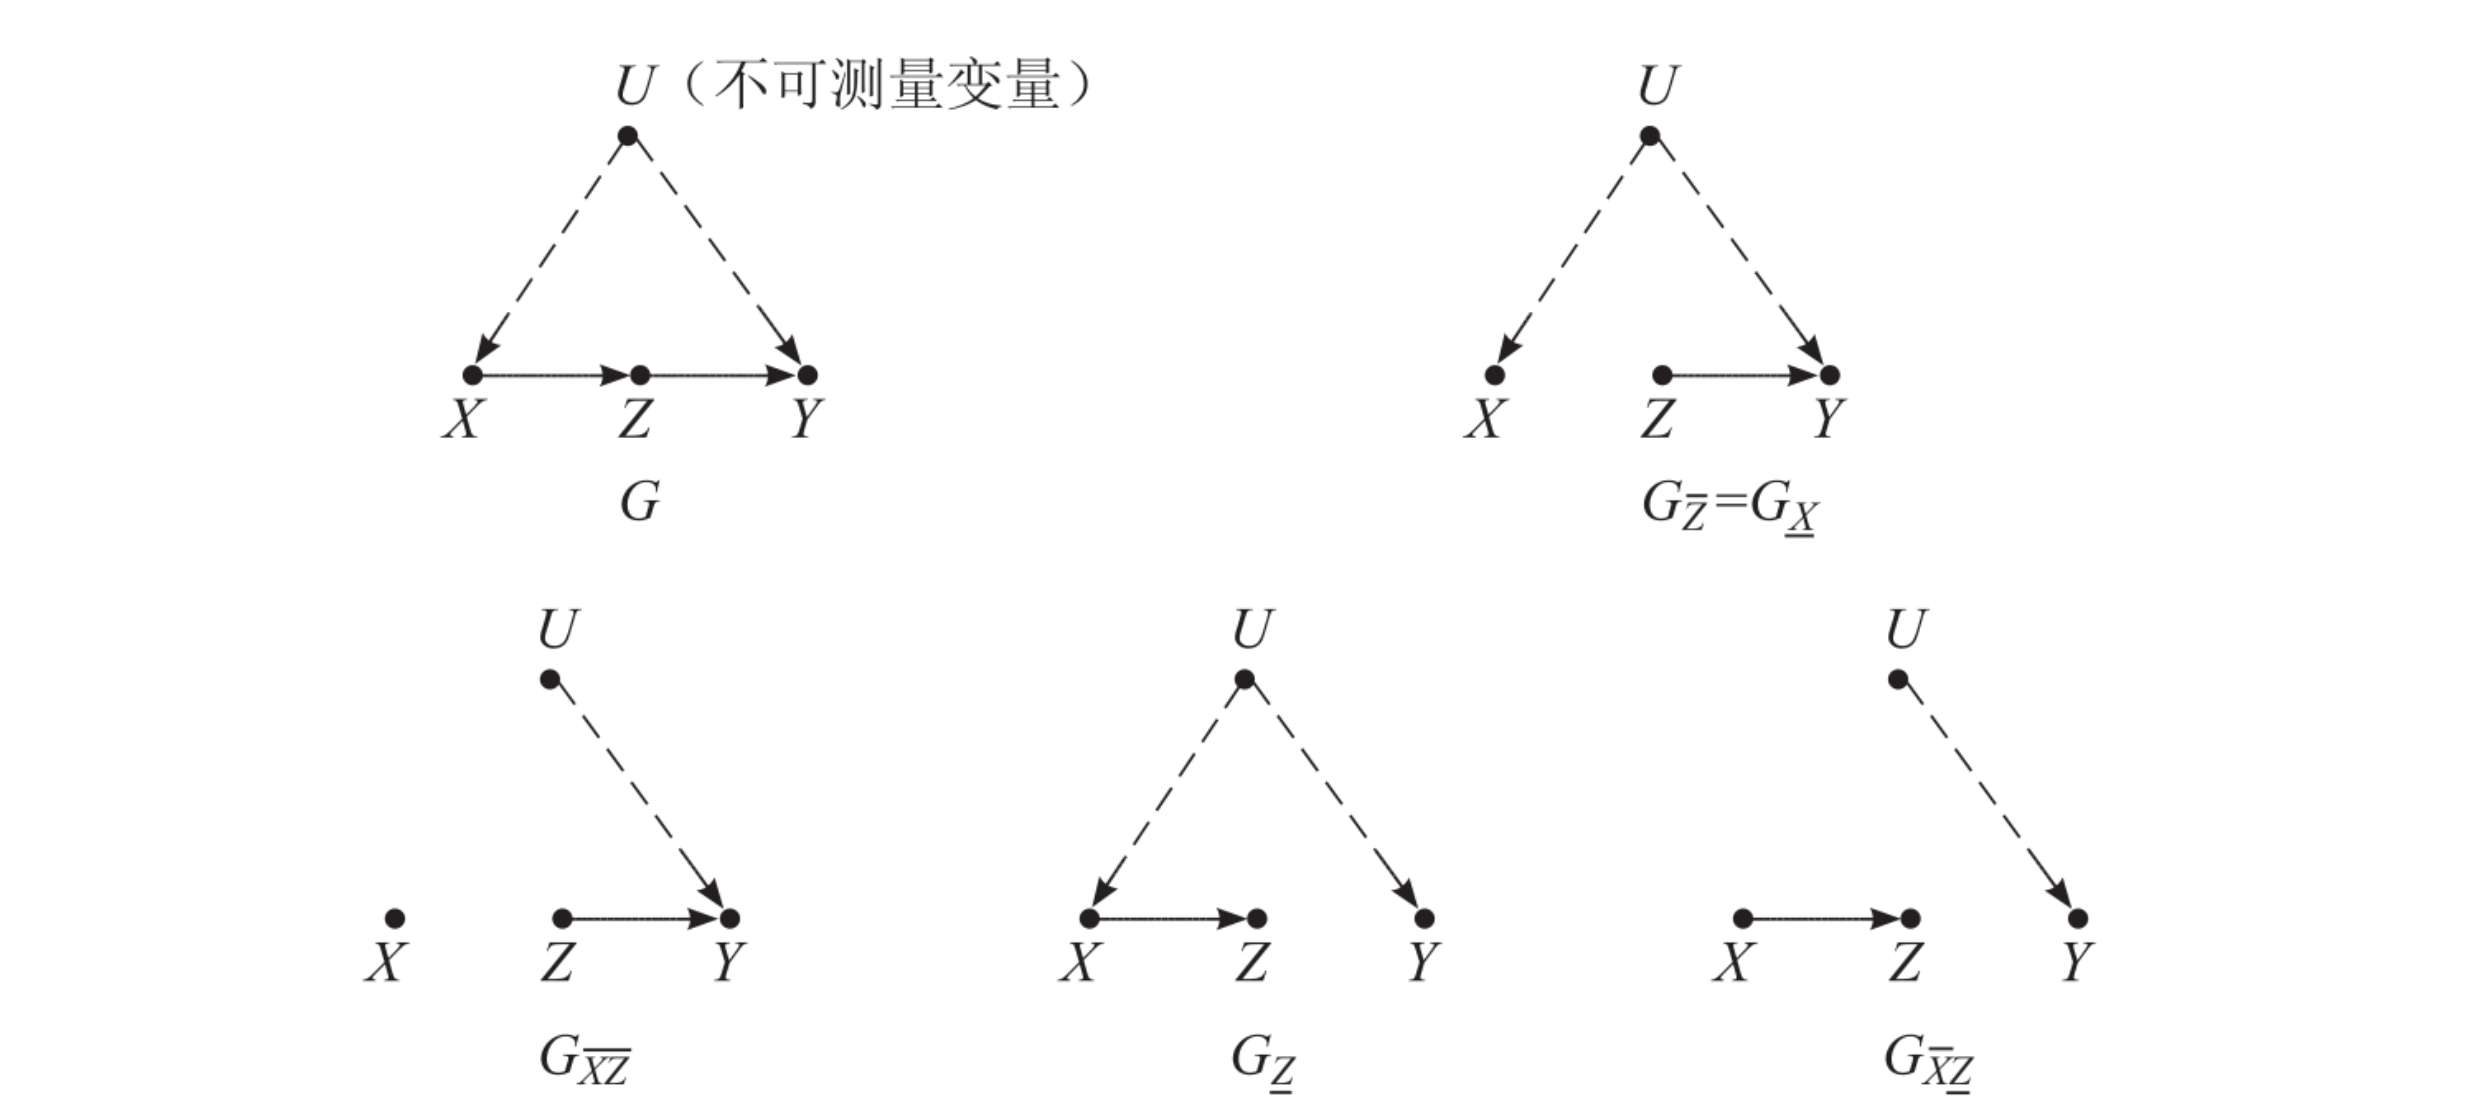 U（不可测量变量） U
X Z Y X Z Y
G G_{\overline{Z}}=G_{\underline{X}}
U U U
X Z Y X Z Y X Z Y
G_{\overline{XZ}} G_{\underline{Z}} G_{\overline{X}\underline{Z}}